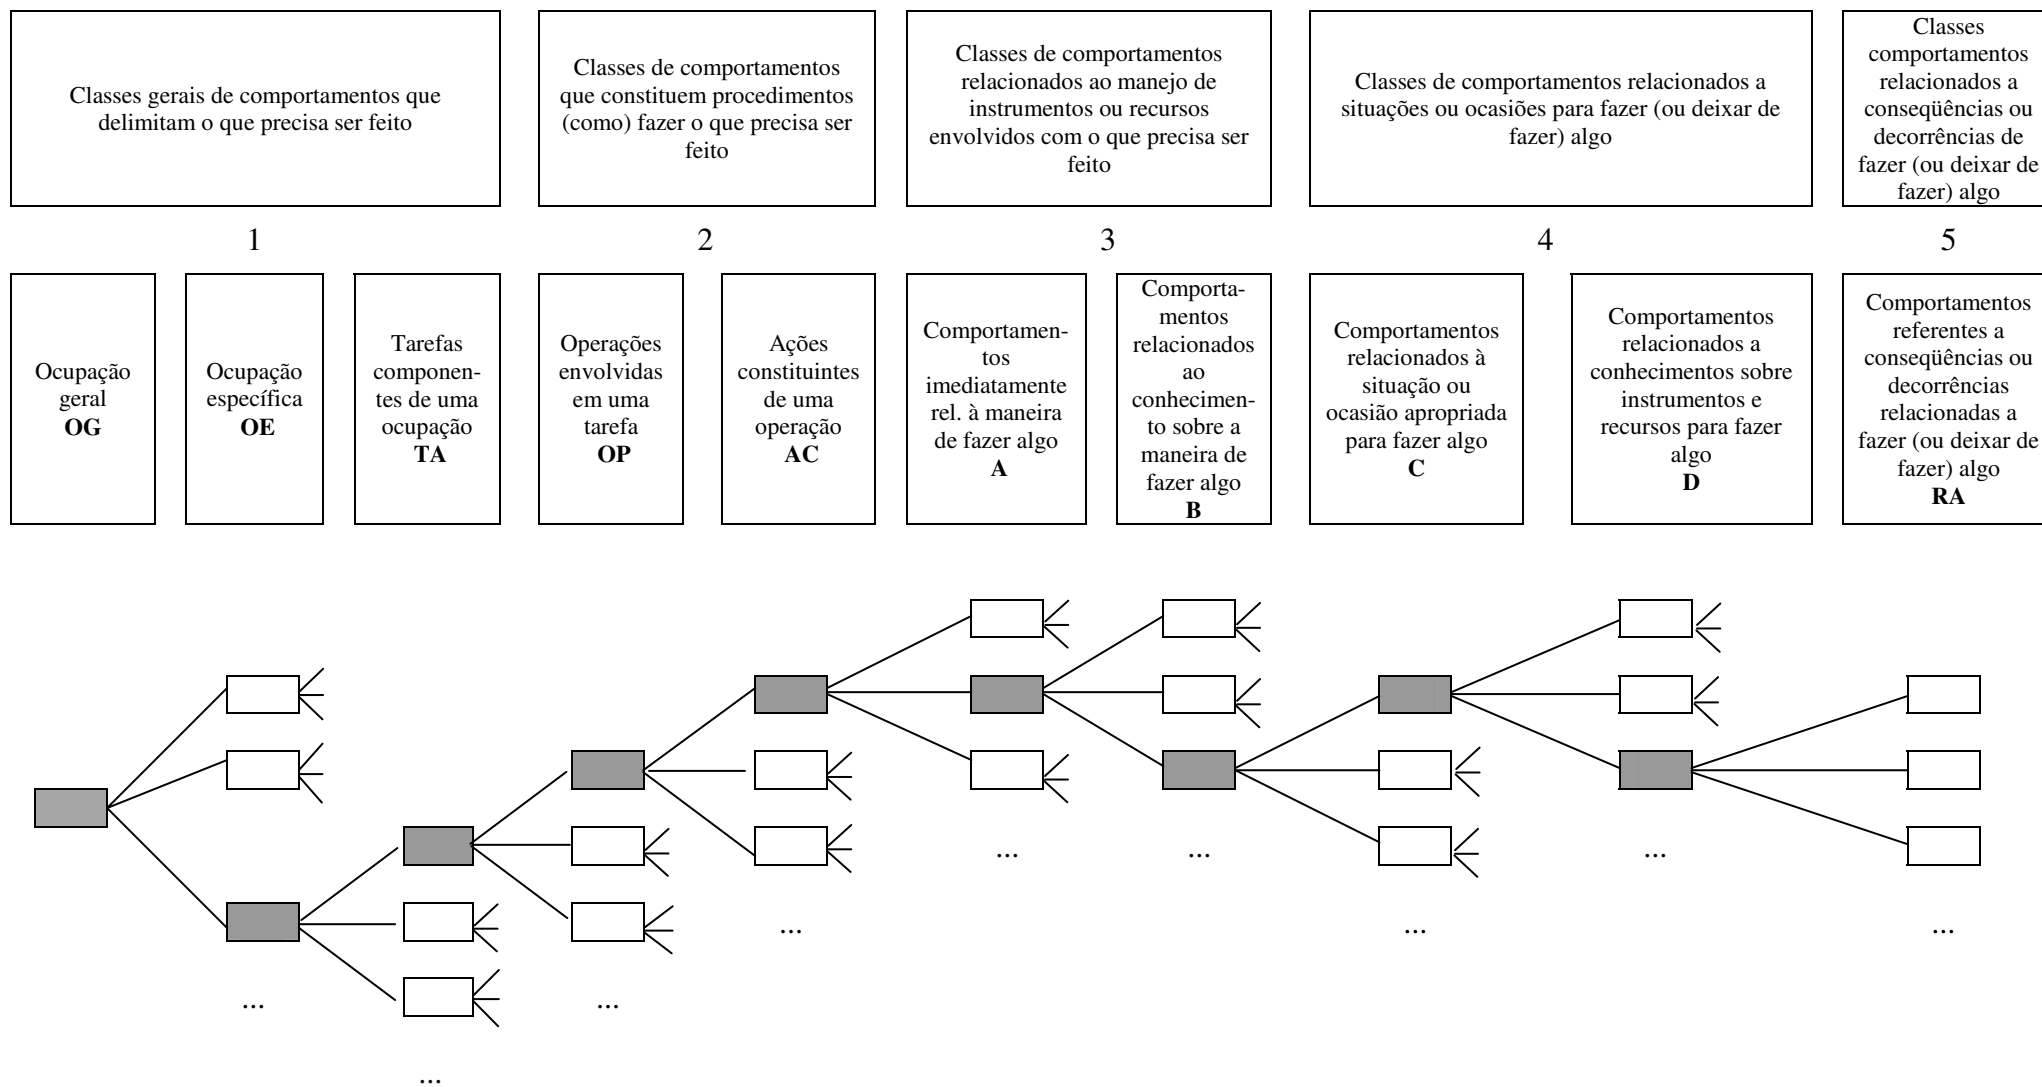 Classes gerais de comportamentos que
delimitam o que precisa ser feito
Classes de comportamentos
que constituem procedimentos
(como) fazer o que precisa ser
feito
Classes de comportamentos
relacionados ao manejo de
instrumentos ou recursos
envolvidos com o que precisa ser
feito
Classes de comportamentos relacionados a
situações ou ocasiões para fazer (ou deixar de
fazer) algo
Classes
comportamentos
relacionados a
conseqüências ou
decorrências de
fazer (ou deixar de
fazer) algo
1
2
3
4
5
Ocupação
geral
OG
Ocupação
específica
OE
Tarefas
componen-
tes de uma
ocupação
TA
Operações
envolvidas
em uma
tarefa
OP
Ações
constituintes
de uma
operação
AC
Comportamen-
tos
imediatamente
rel. à maneira
de fazer algo
A
Comporta-
mentos
relacionados
ao
conhecimen-
to sobre a
maneira de
fazer algo
B
Comportamentos
relacionados à
situação ou
ocasião apropriada
para fazer algo
C
Comportamentos
relacionados a
conhecimentos sobre
instrumentos e
recursos para fazer
algo
D
Comportamentos
referentes a
conseqüências ou
decorrências
relacionadas a
fazer (ou deixar de
fazer) algo
RA
...
...
...
...
...
...
...
...
...
...